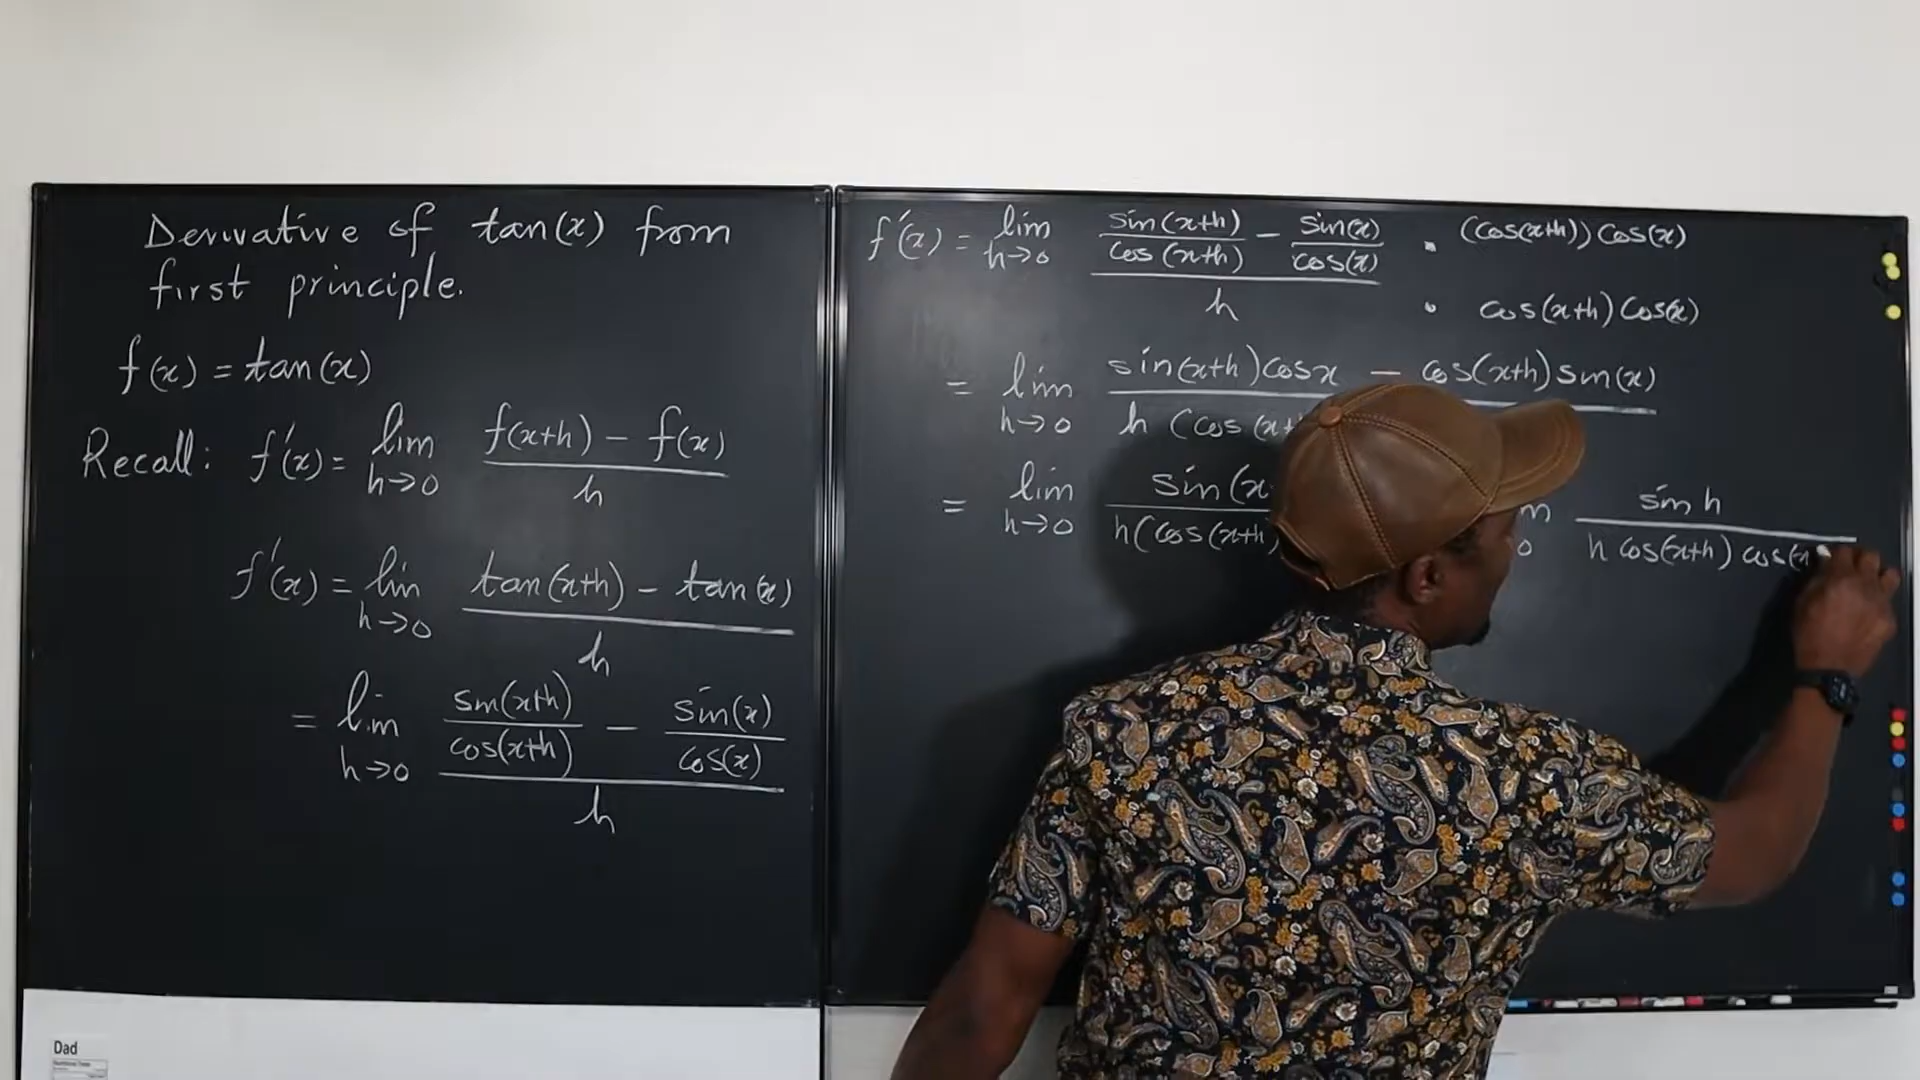 Derivative of tan(x) from
first principle.
f(x) = tan(x)
Recall: f'(x) = lim h→0 (f(x+h) − f(x)) / h
f'(x) = lim h→0 (tan(x+h) − tan(x)) / h
= lim h→0 (sin(x+h)/cos(x+h) − sin(x)/cos(x)) / h
Dad
f'(x) = lim h→0 (sin(x+h)/cos(x+h) − sin(x)/cos(x)) / h · (cos(x+h)) cos(x)
· cos(x+h) cos(x)
= lim h→0 sin(x+h) cosx − cos(x+h) sin(x)
h (cos (x+
= lim h→0 sin(x
h(cos(x+h)
sin h
h cos(x+h) cos(x